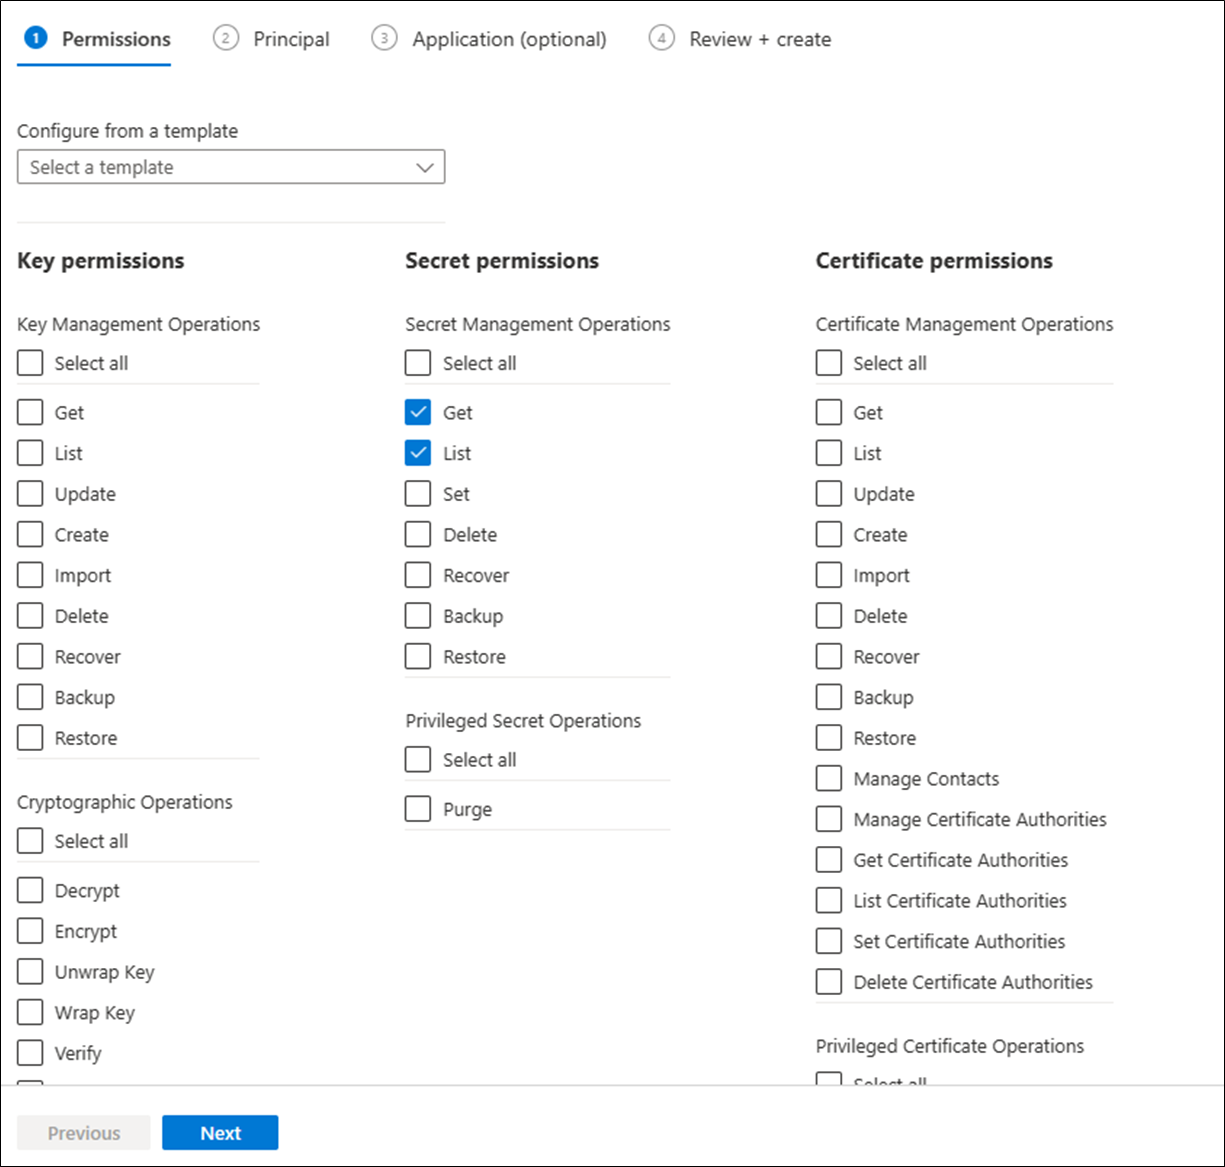 1 Permissions 2 Principal 3 Application (optional) 4 Review + create
Configure from a template
Select a template
Key permissions
Key Management Operations
Select all
Get
List
Update
Create
Import
Delete
Recover
Backup
Restore
Cryptographic Operations
Select all
Decrypt
Encrypt
Unwrap Key
Wrap Key
Verify
Secret permissions
Secret Management Operations
Select all
Get
List
Set
Delete
Recover
Backup
Restore
Privileged Secret Operations
Select all
Purge
Certificate permissions
Certificate Management Operations
Select all
Get
List
Update
Create
Import
Delete
Recover
Backup
Restore
Manage Contacts
Manage Certificate Authorities
Get Certificate Authorities
List Certificate Authorities
Set Certificate Authorities
Delete Certificate Authorities
Privileged Certificate Operations
Select all
Previous Next